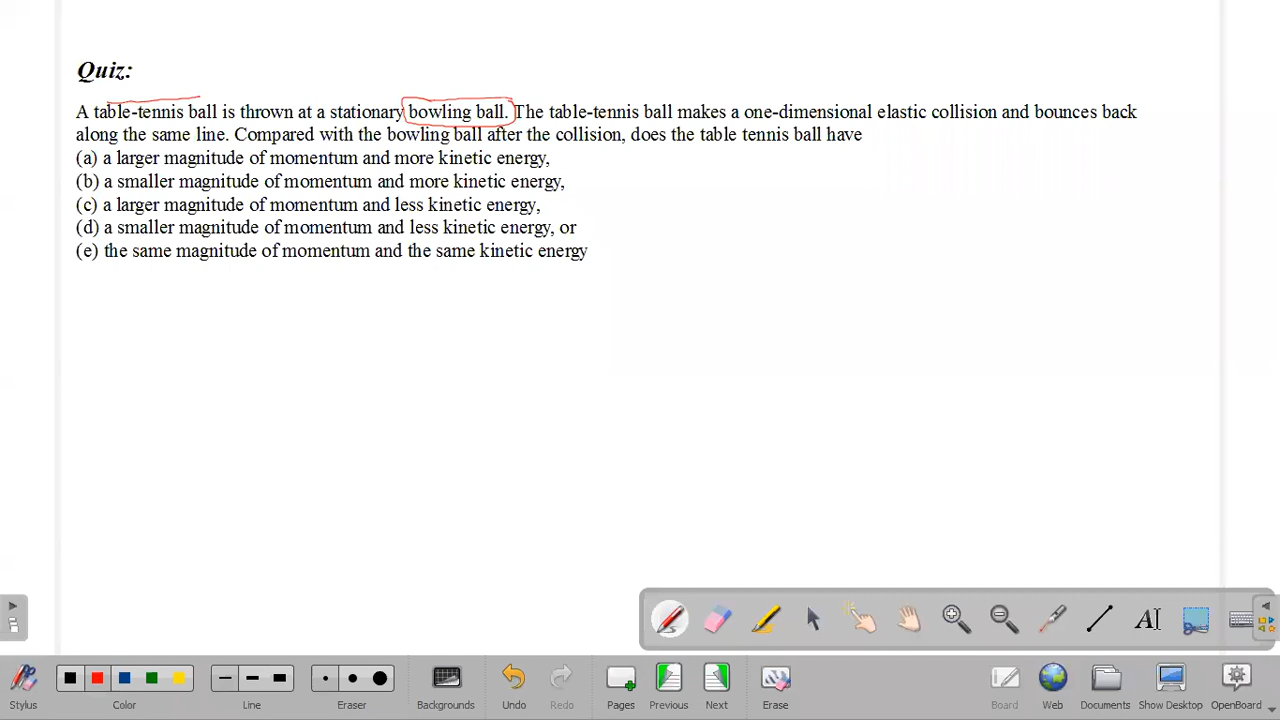 Quiz:
A table-tennis ball is thrown at a stationary bowling ball. The table-tennis ball makes a one-dimensional elastic collision and bounces back
along the same line. Compared with the bowling ball after the collision, does the table tennis ball have
(a) a larger magnitude of momentum and more kinetic energy,
(b) a smaller magnitude of momentum and more kinetic energy,
(c) a larger magnitude of momentum and less kinetic energy,
(d) a smaller magnitude of momentum and less kinetic energy, or
(e) the same magnitude of momentum and the same kinetic energy
Stylus Color Line Eraser Backgrounds Undo Redo Pages Previous Next Erase Board Web Documents Show Desktop OpenBoard